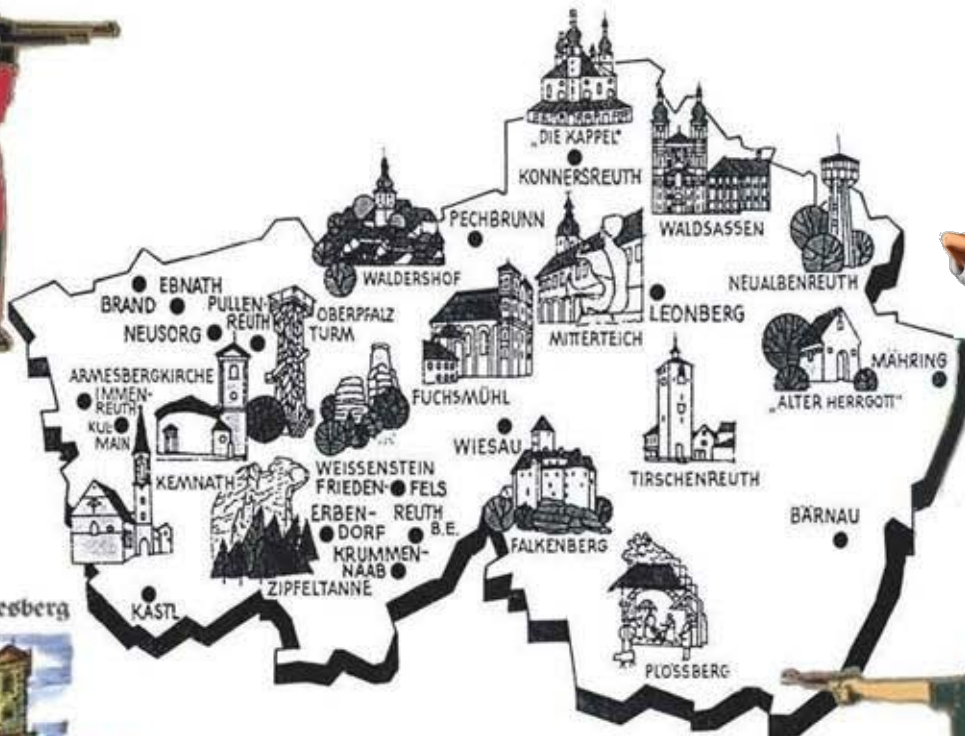 „DIE KAPPEL“
KONNERSREUTH
WALDSASSEN
PECHBRUNN
WALDERSHOF
NEUALBENREUTH
EBNATH
BRAND
PULLEN-
REUTH
NEUSORG
OBERPFALZ
TURM
MITTERTEICH
LEONBERG
MÄHRING
„ALTER HERRGOTT“
ARMESBERGKIRCHE
IMMEN-
REUTH
KUL-
MAIN
FUCHSMÜHL
WIESAU
TIRSCHENREUTH
KEMNATH
WEISSENSTEIN
FRIEDEN-FELS
ERBEN-
DORF
REUTH
B.E.
KRUMMEN-
NAAB
ZIPFELTANNE
FALKENBERG
BÄRNAU
KASTL
PLÖSSBERG
esberg